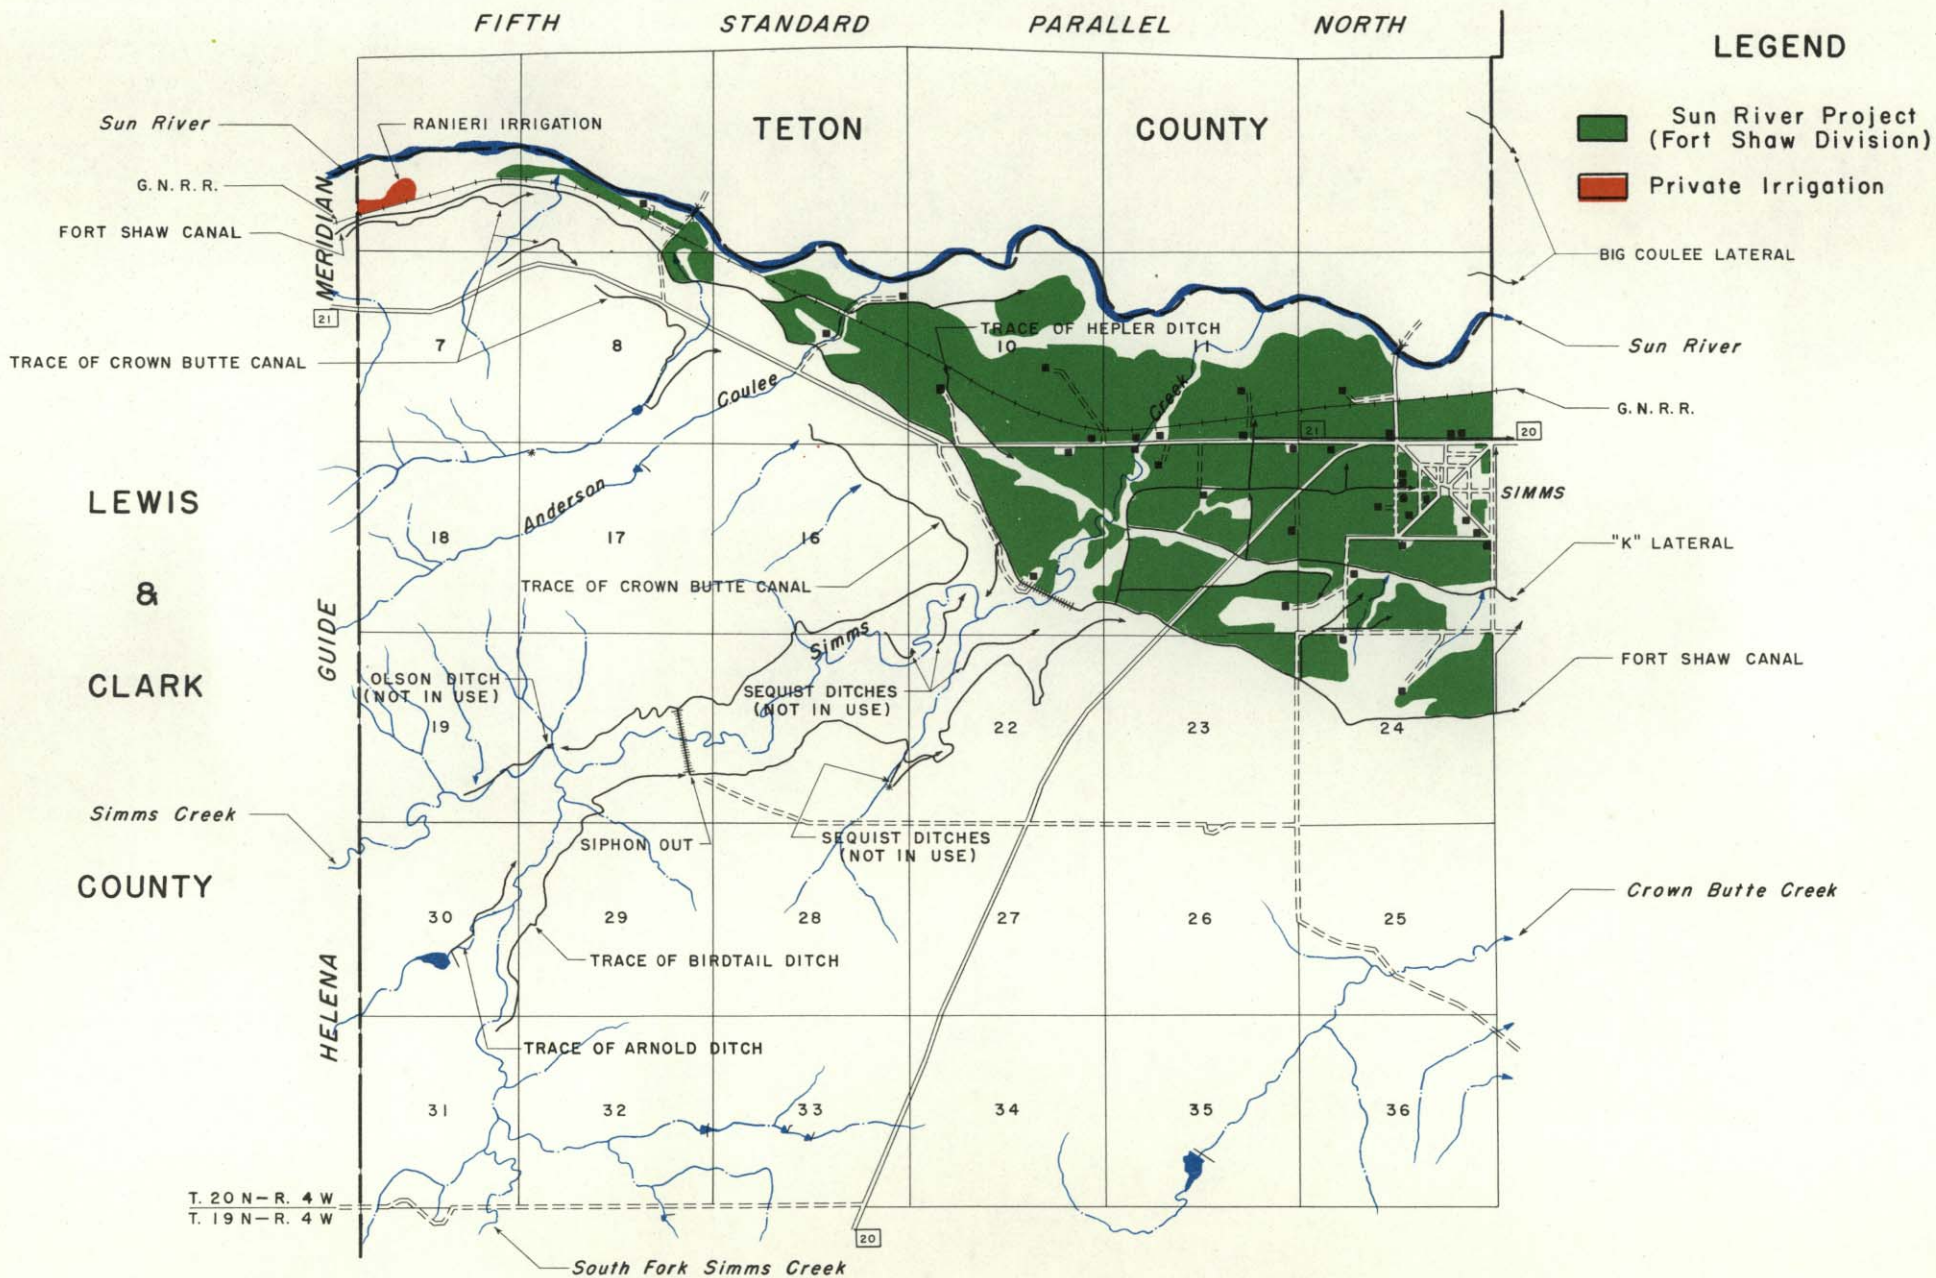 FIFTH STANDARD PARALLEL NORTH
LEGEND
Sun River Project
(Fort Shaw Division)
Private Irrigation
TETON COUNTY
Sun River
RANIERI IRRIGATION
G.N.R.R.
FORT SHAW CANAL
MERIDIAN
21
BIG COULEE LATERAL
TRACE OF CROWN BUTTE CANAL
7
8
TRACE OF HEPLER DITCH
10
11
Sun River
Coulee
Creek
G.N.R.R.
21
20
LEWIS
&
CLARK
COUNTY
SIMMS
Anderson
18
17
16
"K" LATERAL
TRACE OF CROWN BUTTE CANAL
GUIDE
Simms
FORT SHAW CANAL
OLSON DITCH
(NOT IN USE)
SEQUIST DITCHES
(NOT IN USE)
19
22
23
24
Simms Creek
SIPHON OUT
SEQUIST DITCHES
(NOT IN USE)
Crown Butte Creek
30
29
28
27
26
25
TRACE OF BIRDTAIL DITCH
HELENA
TRACE OF ARNOLD DITCH
31
32
33
34
35
36
T. 20 N–R. 4 W
T. 19 N–R. 4 W
20
South Fork Simms Creek